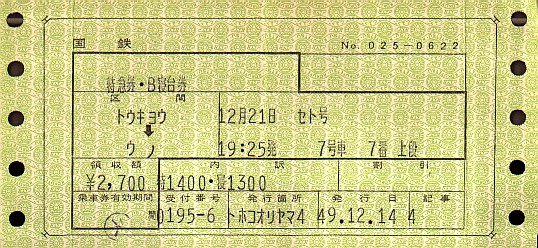 国鉄 No. 025-0622
特急券・B寝台券
区間
トウキヨウ 12月21日 セト号
ウノ 19:25発 7号車 7番 上段
領収額 内訳 割引
¥2,700 特1400・寝1300
乗車券有効期間 受付番号 発行箇所 発行日 記事
0195-6 トホコオリヤマ4 49.12.14 4